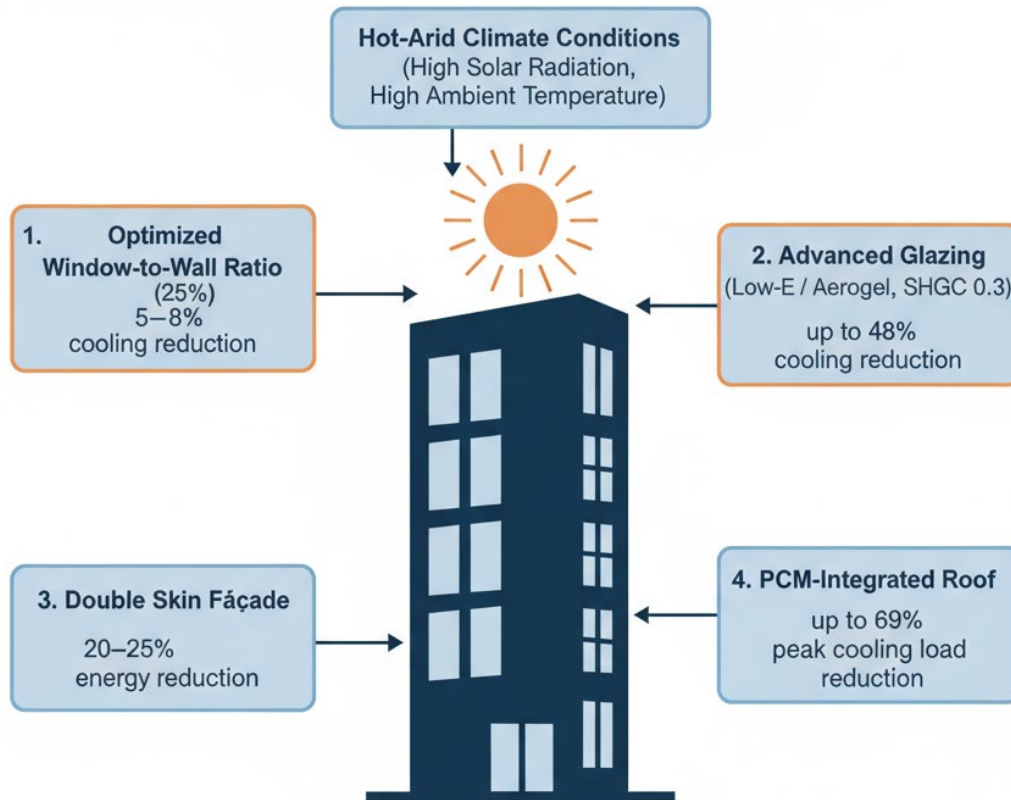 Hot-Arid Climate Conditions
(High Solar Radiation,
High Ambient Temperature)
1. Optimized
Window-to-Wall Ratio
(25%)
5–8%
cooling reduction
2. Advanced Glazing
(Low-E / Aerogel, SHGC 0.3)
up to 48%
cooling reduction
3. Double Skin Fáçade
20–25%
energy reduction
4. PCM-Integrated Roof
up to 69%
peak cooling load
reduction